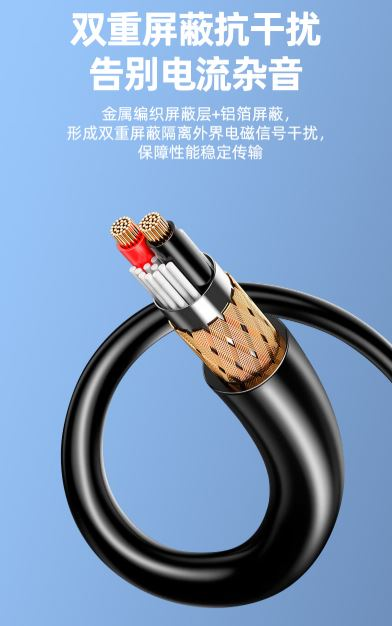 双重屏蔽抗干扰
告别电流杂音
金属编织屏蔽层+铝箔屏蔽，
形成双重屏蔽隔离外界电磁信号干扰，
保障性能稳定传输